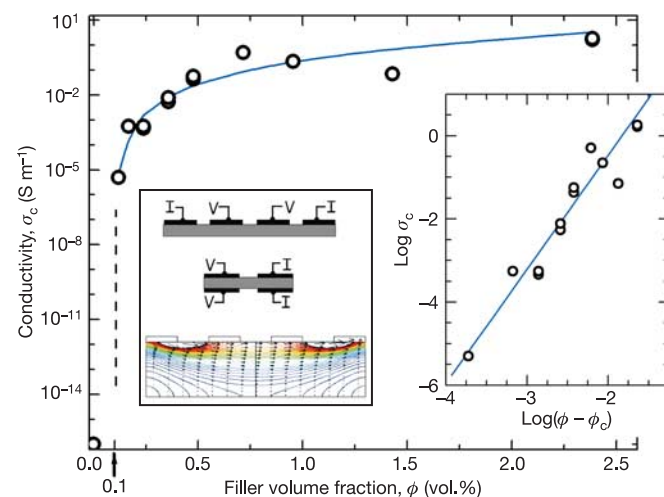 10¹
10⁻²
10⁻⁵
10⁻⁸
10⁻¹¹
10⁻¹⁴
Conductivity, σc (S m⁻¹)
I V V I
V I
V I
0
−2
−4
−6
Log σc
−4 −3 −2
Log(ϕ − ϕc)
0.0 0.5 1.0 1.5 2.0 2.5
0.1
Filler volume fraction, ϕ (vol.%)